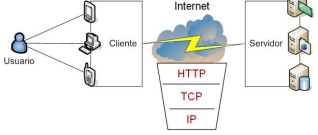 Internet
Cliente
Servidor
Usuario
HTTP
TCP
IP